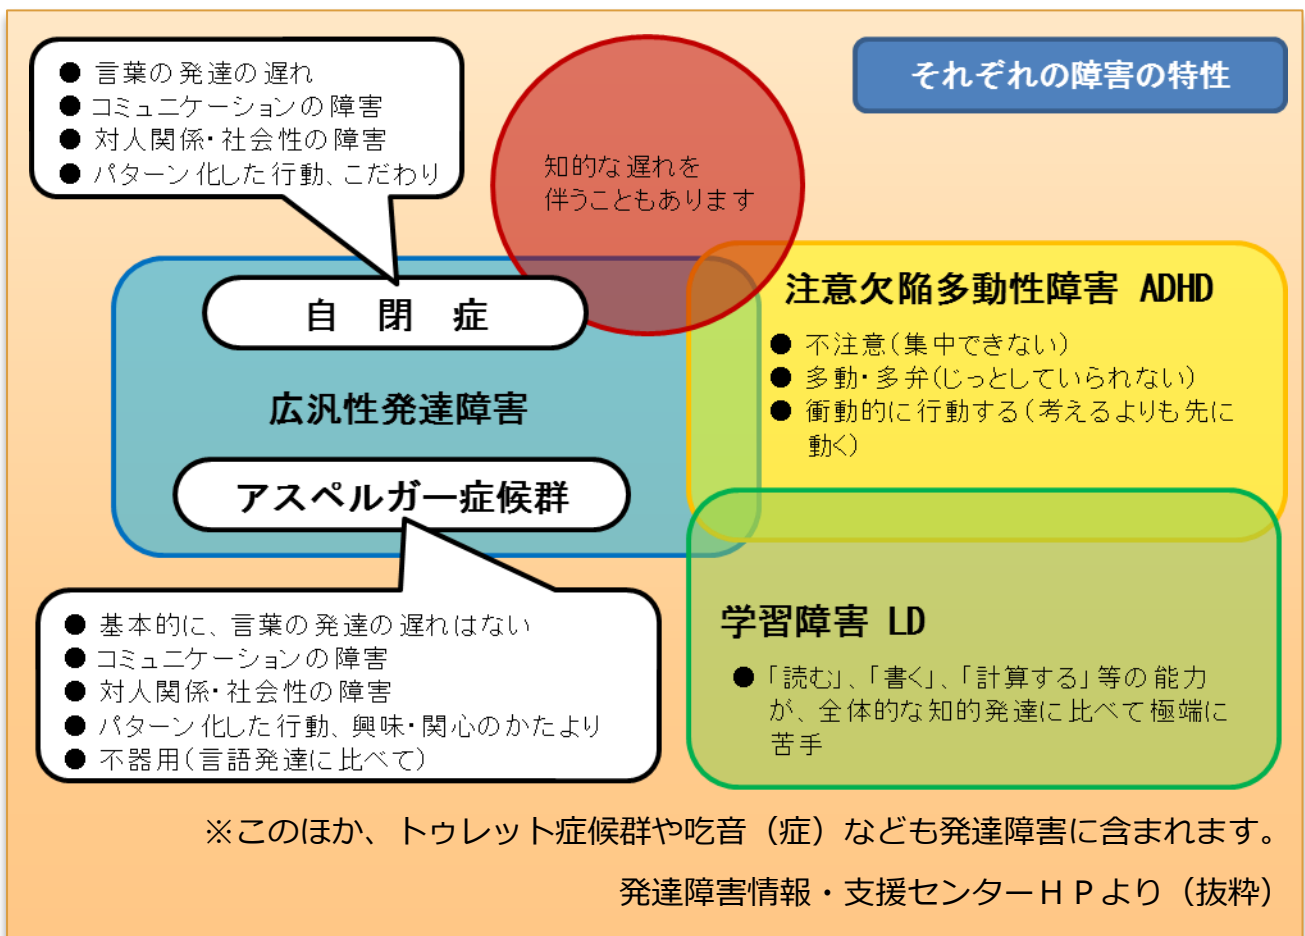 それぞれの障害の特性
● 言葉の発達の遅れ
● コミュニケーションの障害
● 対人関係・社会性の障害
● パターン化した行動、こだわり
知的な遅れを
伴うこともあります
自 閉 症
広汎性発達障害
アスペルガー症候群
注意欠陥多動性障害 ADHD
● 不注意(集中できない)
● 多動・多弁(じっとしていられない)
● 衝動的に行動する(考えるよりも先に
動く)
● 基本的に、言葉の発達の遅れはない
● コミュニケーションの障害
● 対人関係・社会性の障害
● パターン化した行動、興味・関心のかたより
● 不器用(言語発達に比べて)
学習障害 LD
● 「読む」、「書く」、「計算する」等の能力
が、全体的な知的発達に比べて極端に
苦手
※このほか、トゥレット症候群や吃音（症）なども発達障害に含まれます。
発達障害情報・支援センターＨＰより（抜粋）